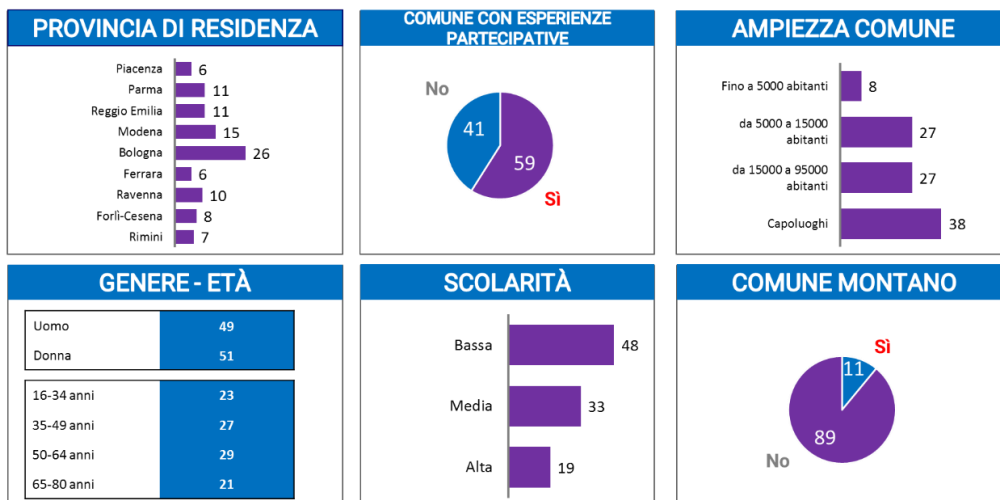 PROVINCIA DI RESIDENZA
Piacenza 6
Parma 11
Reggio Emilia 11
Modena 15
Bologna 26
Ferrara 6
Ravenna 10
Forlì-Cesena 8
Rimini 7
COMUNE CON ESPERIENZE
PARTECIPATIVE
No
41
59
Sì
AMPIEZZA COMUNE
Fino a 5000 abitanti 8
da 5000 a 15000
abitanti
27
da 15000 a 95000
abitanti
27
Capoluoghi 38
GENERE - ETÀ
Uomo 49
Donna 51
16-34 anni 23
35-49 anni 27
50-64 anni 29
65-80 anni 21
SCOLARITÀ
Bassa 48
Media 33
Alta 19
COMUNE MONTANO
Sì
11
89
No